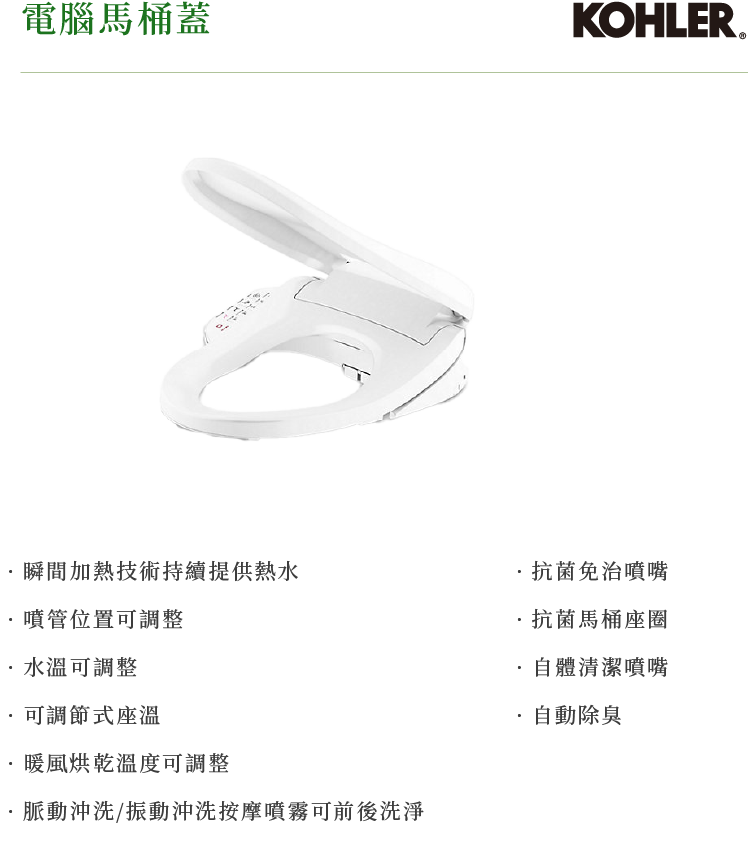 電腦馬桶蓋
KOHLER®
· 瞬間加熱技術持續提供熱水
· 噴管位置可調整
· 水溫可調整
· 可調節式座溫
· 暖風烘乾溫度可調整
· 脈動沖洗/振動沖洗按摩噴霧可前後洗淨
· 抗菌免治噴嘴
· 抗菌馬桶座圈
· 自體清潔噴嘴
· 自動除臭